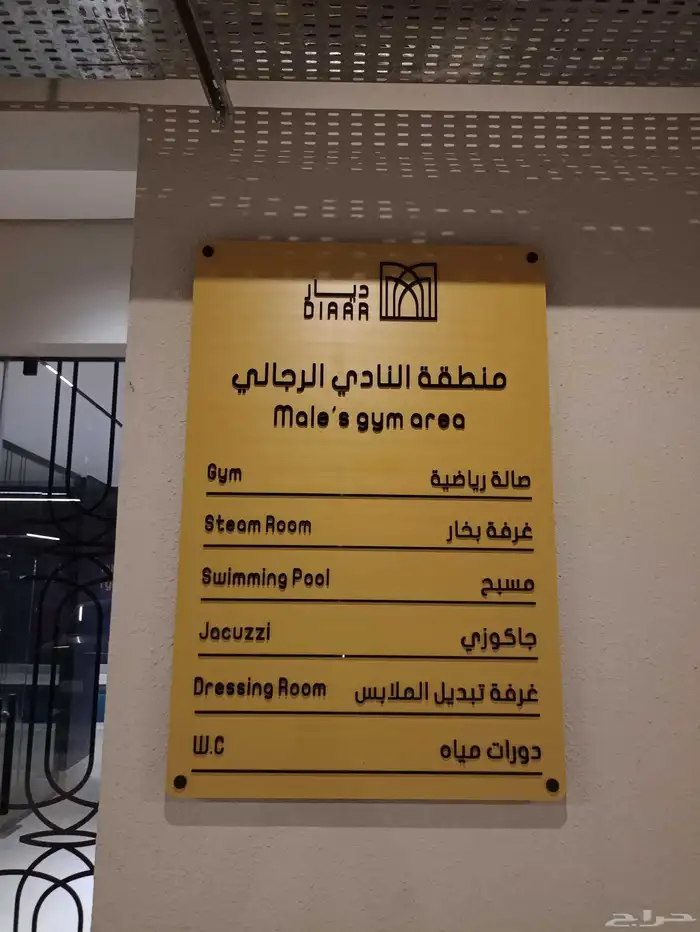 ديار
DIAAR
منطقة النادي الرجالي
Male's gym area
Gym صالة رياضية
Steam Room غرفة بخار
Swimming Pool مسبح
Jacuzzi جاكوزي
Dressing Room غرفة تبديل الملابس
W.C دورات مياه
حراج